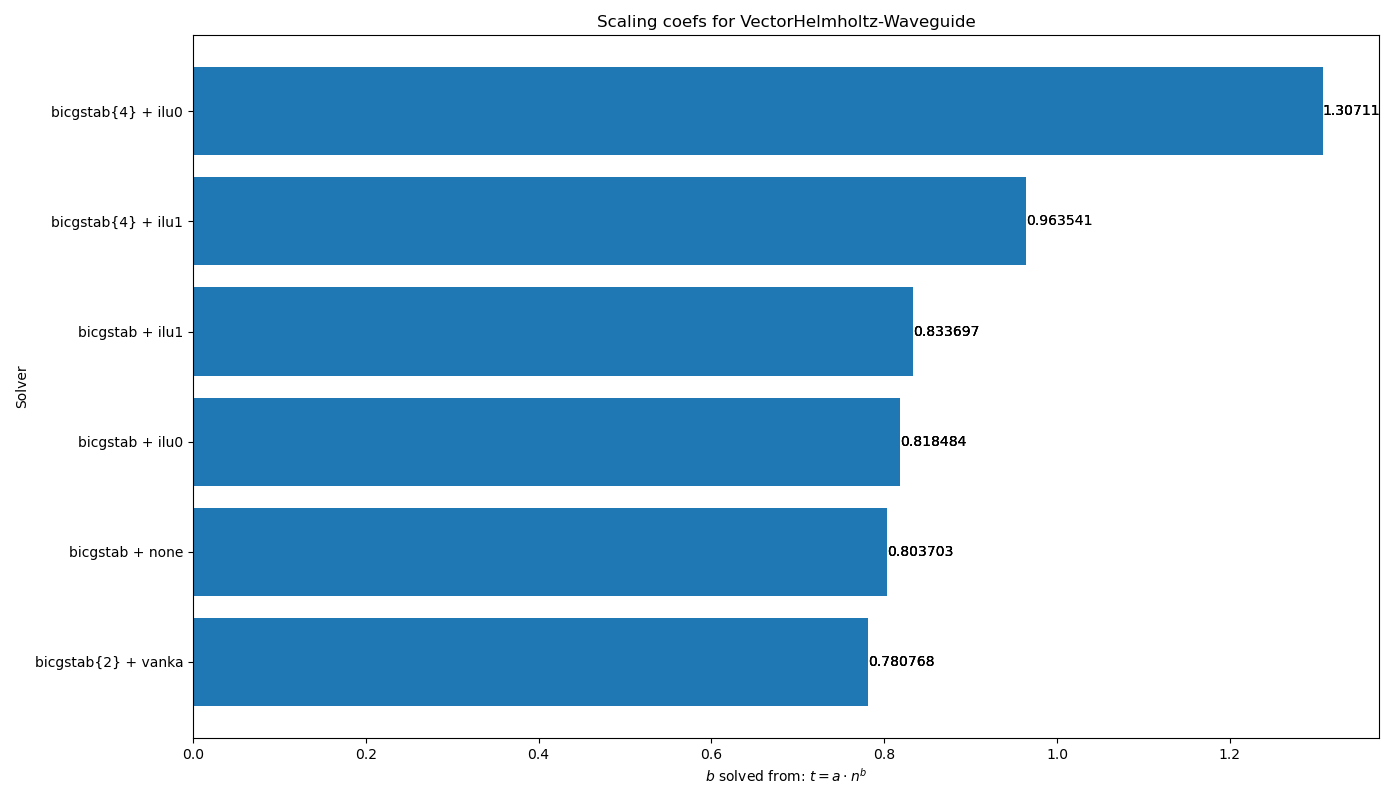 Scaling coefs for VectorHelmholtz-Waveguide
Solver
bicgstab{4} + ilu0
1.30711
bicgstab{4} + ilu1
0.963541
bicgstab + ilu1
0.833697
bicgstab + ilu0
0.818484
bicgstab + none
0.803703
bicgstab{2} + vanka
0.780768
0.0 0.2 0.4 0.6 0.8 1.0 1.2
b solved from: t = a · n^b